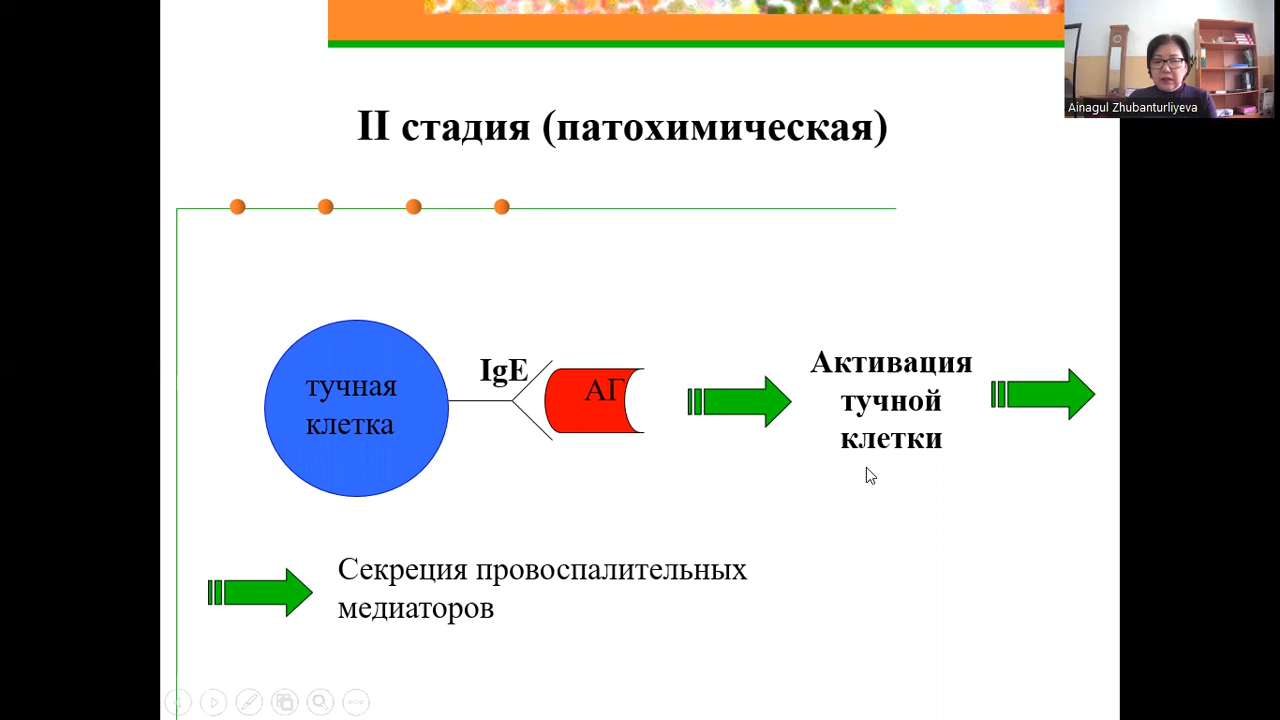 Ainagul Zhubanturliyeva
II стадия (патохимическая)
тучная
клетка
IgE
АГ
Активация
тучной
клетки
Секреция провоспалительных
медиаторов